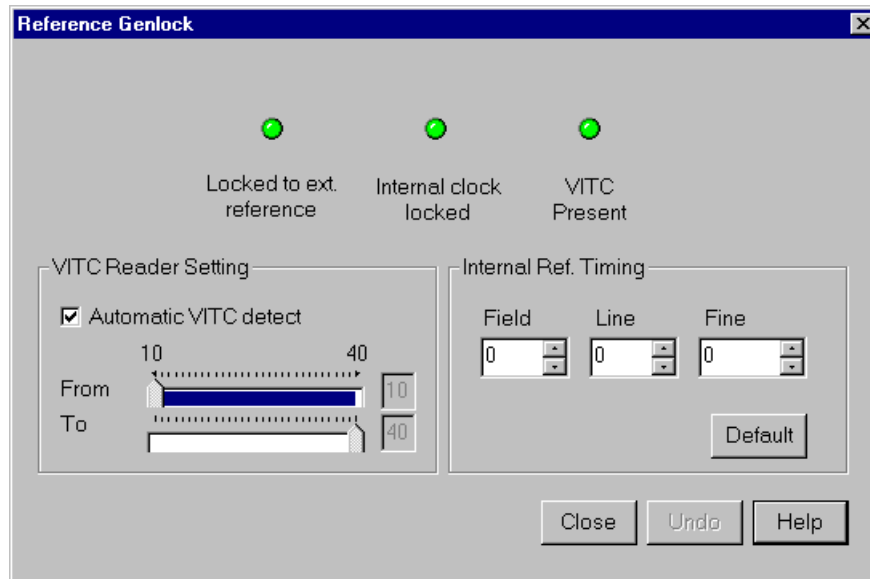 Reference Genlock
Locked to ext.
reference
Internal clock
locked
VITC
Present
VITC Reader Setting
Automatic VITC detect
10 40
From 10
To 40
Internal Ref. Timing
Field Line Fine
0 0 0
Default
Close Undo Help